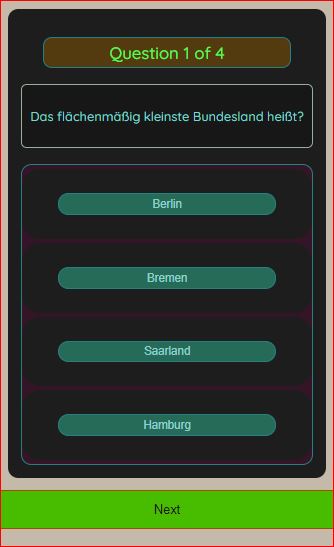 Question 1 of 4
Das flächenmäßig kleinste Bundesland heißt?
Berlin
Bremen
Saarland
Hamburg
Next